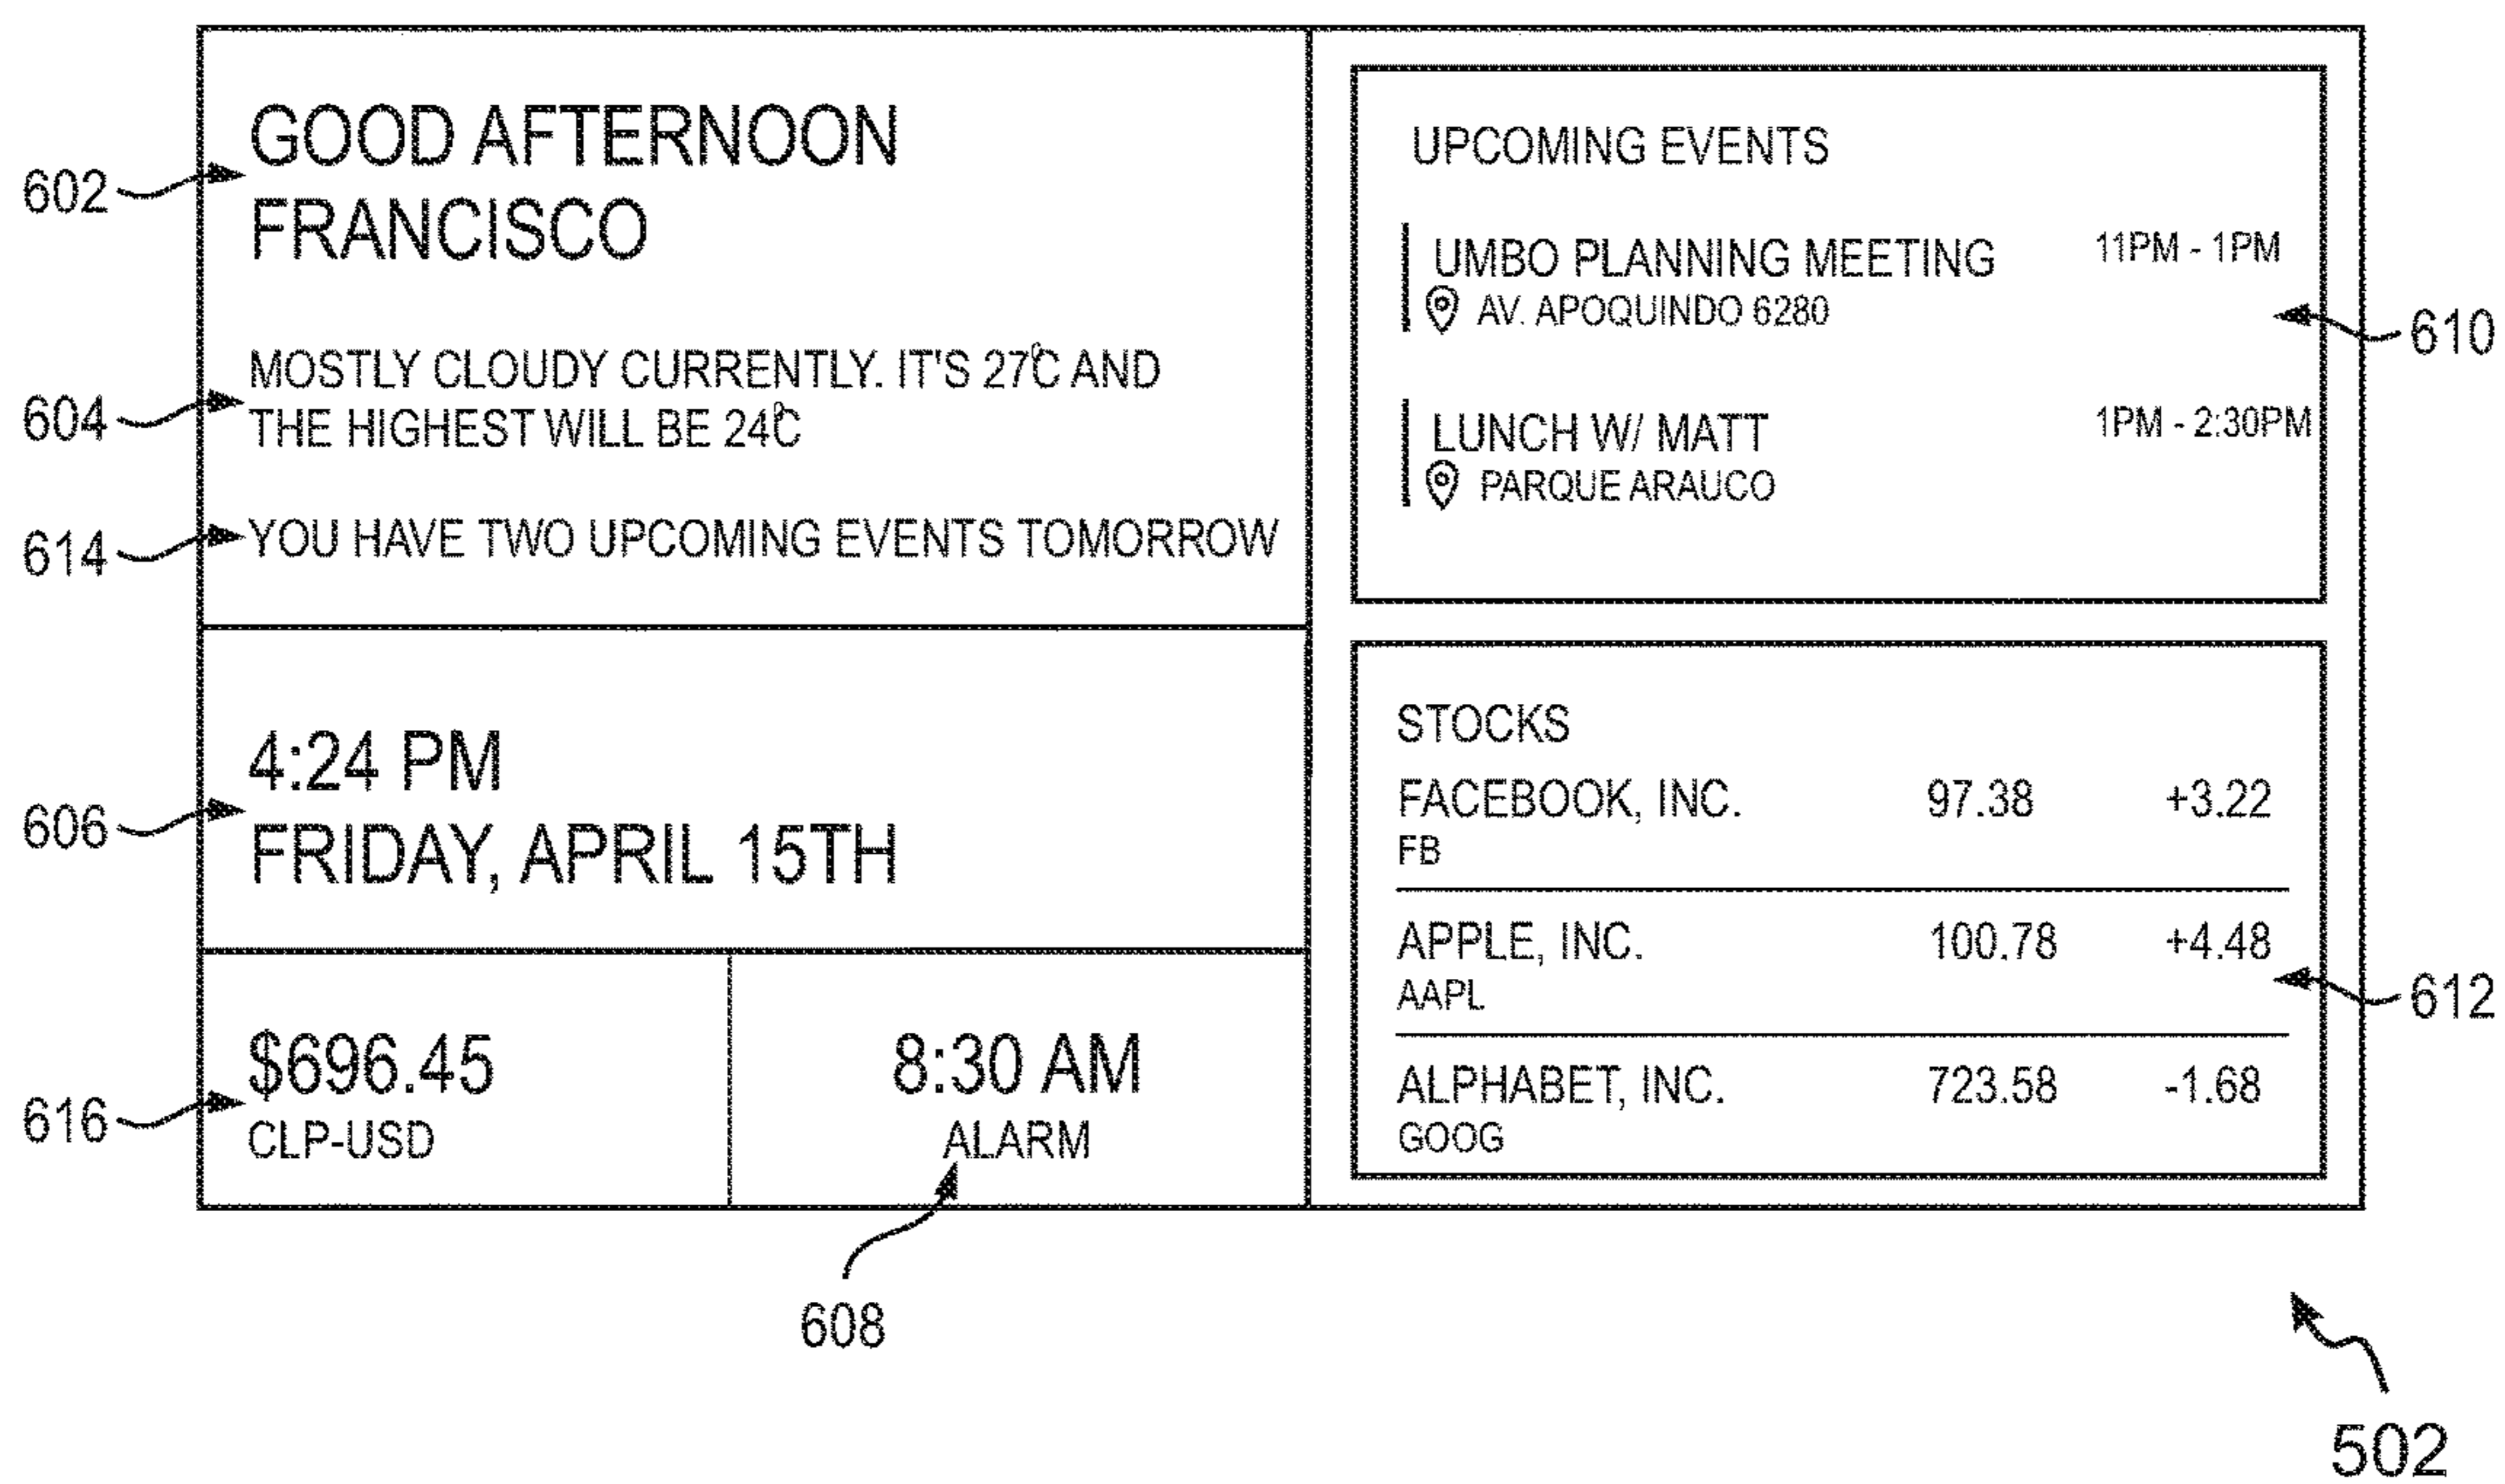 602
GOOD AFTERNOON
FRANCISCO
604
MOSTLY CLOUDY CURRENTLY. IT'S 27°C AND
THE HIGHEST WILL BE 24°C
614
YOU HAVE TWO UPCOMING EVENTS TOMORROW
606
4:24 PM
FRIDAY, APRIL 15TH
616
$696.45
CLP-USD
8:30 AM
ALARM
608
UPCOMING EVENTS
UMBO PLANNING MEETING 11PM - 1PM
AV. APOQUINDO 6280
610
LUNCH W/ MATT 1PM - 2:30PM
PARQUE ARAUCO
STOCKS
FACEBOOK, INC. 97.38 +3.22
FB
APPLE, INC. 100.78 +4.48
AAPL
612
ALPHABET, INC. 723.58 -1.68
GOOG
502